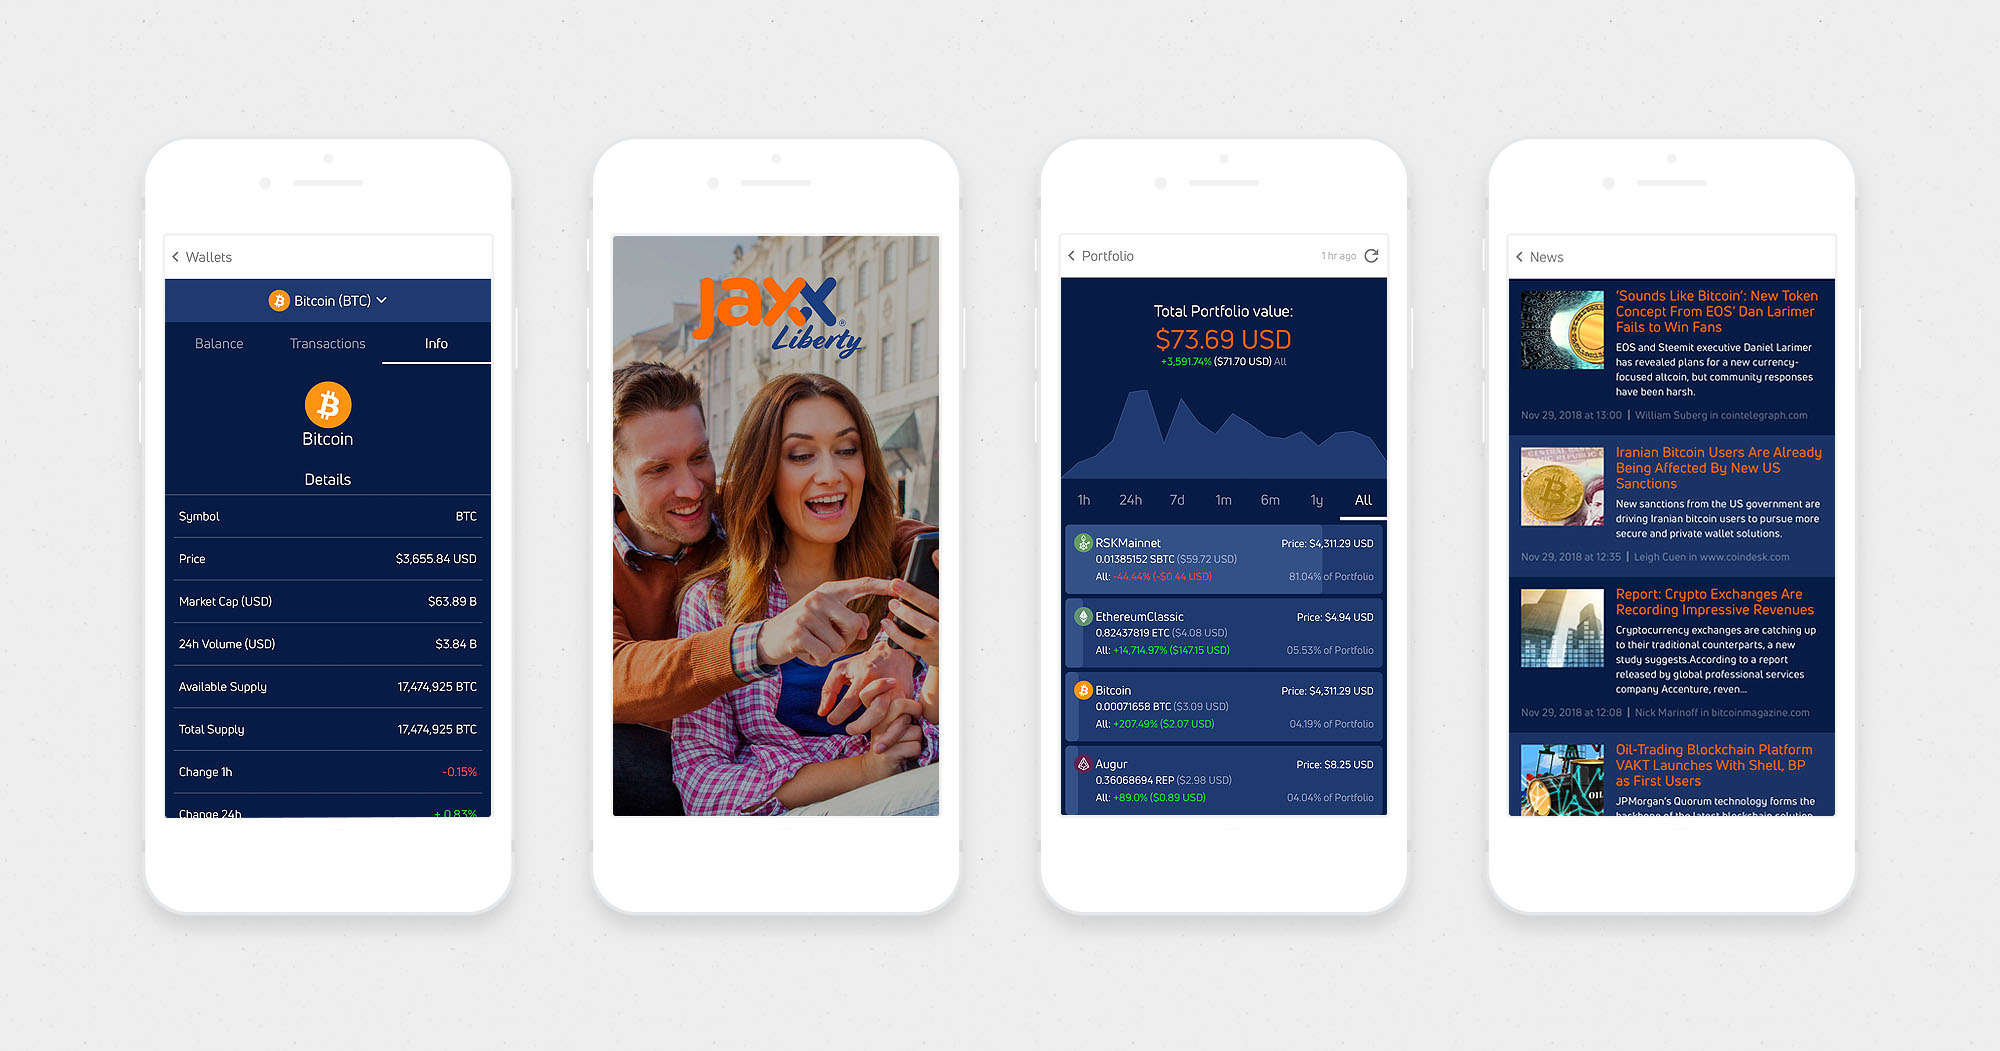 Wallets
Bitcoin (BTC)
Balance Transactions Info
Bitcoin
Details
Symbol BTC
Price $3,655.84 USD
Market Cap (USD) $63.89 B
24h Volume (USD) $3.84 B
Available Supply 17,474,925 BTC
Total Supply 17,474,925 BTC
Change 1h -0.15%
Change 24h + 0.83%
jaxx
Liberty®
Portfolio 1 hr ago
Total Portfolio value:
$73.69 USD
+3,591.74% ($71.70 USD) All
1h 24h 7d 1m 6m 1y All
RSKMainnet Price: $4,311.29 USD
0.01385152 SBTC ($59.72 USD)
All: -44.44% (-$0.44 USD) 81.04% of Portfolio
EthereumClassic Price: $4.94 USD
0.82437819 ETC ($4.08 USD)
All: +14,714.97% ($147.15 USD) 05.53% of Portfolio
Bitcoin Price: $4,311.29 USD
0.00071658 BTC ($3.09 USD)
All: +207.49% ($2.07 USD) 04.19% of Portfolio
Augur Price: $8.25 USD
0.36068694 REP ($2.98 USD)
All: +89.0% ($0.89 USD) 04.04% of Portfolio
News
‘Sounds Like Bitcoin’: New Token
Concept From EOS’ Dan Larimer
Fails to Win Fans
EOS and Steemit executive Daniel Larimer
has revealed plans for a new currency-
focused altcoin, but community responses
have been harsh.
Nov 29, 2018 at 13:00 | William Suberg in cointelegraph.com
Iranian Bitcoin Users Are Already
Being Affected By New US
Sanctions
New sanctions from the US government are
driving Iranian bitcoin users to pursue more
secure and private wallet solutions.
Nov 29, 2018 at 12:35 | Leigh Cuen in www.coindesk.com
Report: Crypto Exchanges Are
Recording Impressive Revenues
Cryptocurrency exchanges are catching up
to their traditional counterparts, a new
study suggests.According to a report
released by global professional services
company Accenture, reven...
Nov 29, 2018 at 12:08 | Nick Marinoff in bitcoinmagazine.com
Oil-Trading Blockchain Platform
VAKT Launches With Shell, BP
as First Users
JPMorgan’s Quorum technology forms the
backbone of the latest blockchain solution